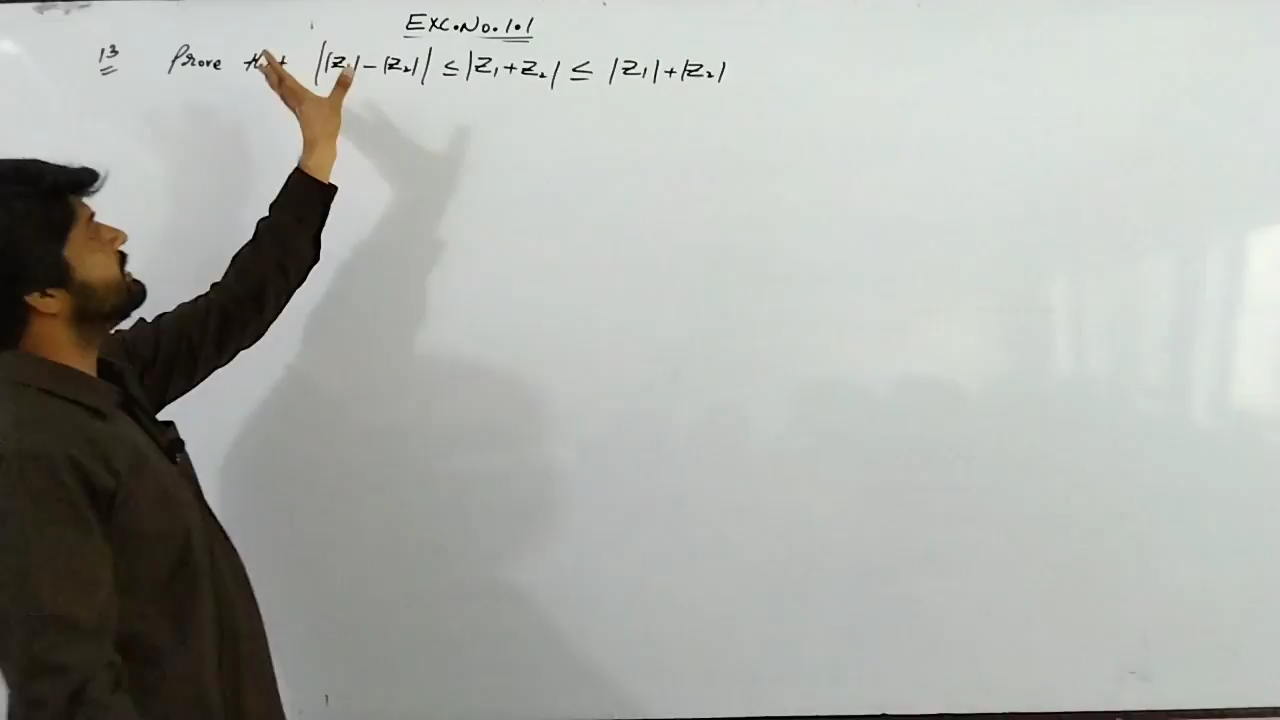 Exc.No.1.1
13 Prove that ||Z₁|-|Z₂|| ≤ |Z₁+Z₂| ≤ |Z₁|+|Z₂|